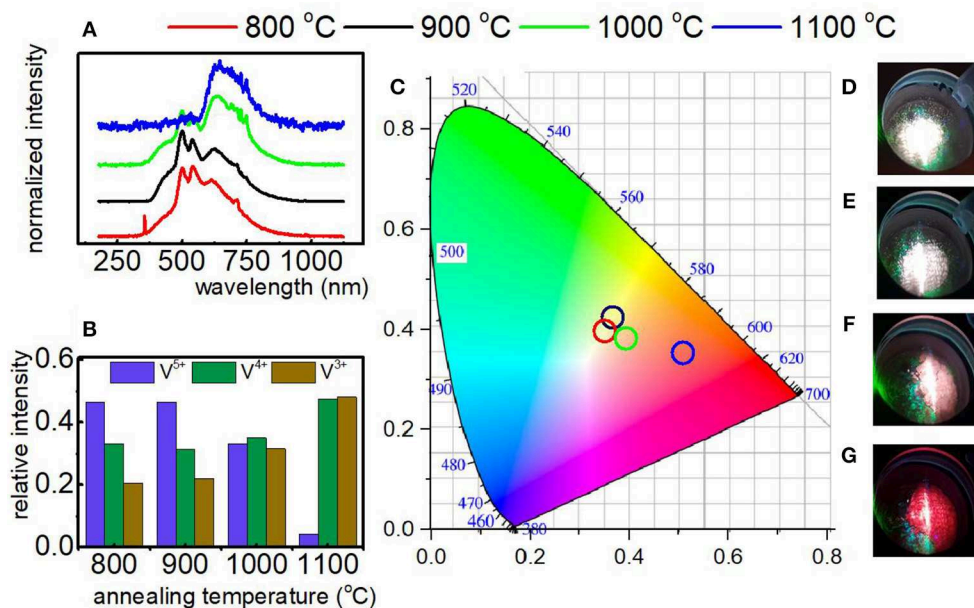 800 °C 900 °C 1000 °C 1100 °C
A
normalized intensity
250 500 750 1000
wavelength (nm)
B
relative intensity
0.6
0.4
0.2
0.0
V5+ V4+ V3+
800 900 1000 1100
annealing temperature (°C)
C
0.8
0.6
0.4
0.2
0.0
0.0 0.2 0.4 0.6 0.8
520
540
560
500
580
600
620
490
700
480
470
460
380
D
E
F
G